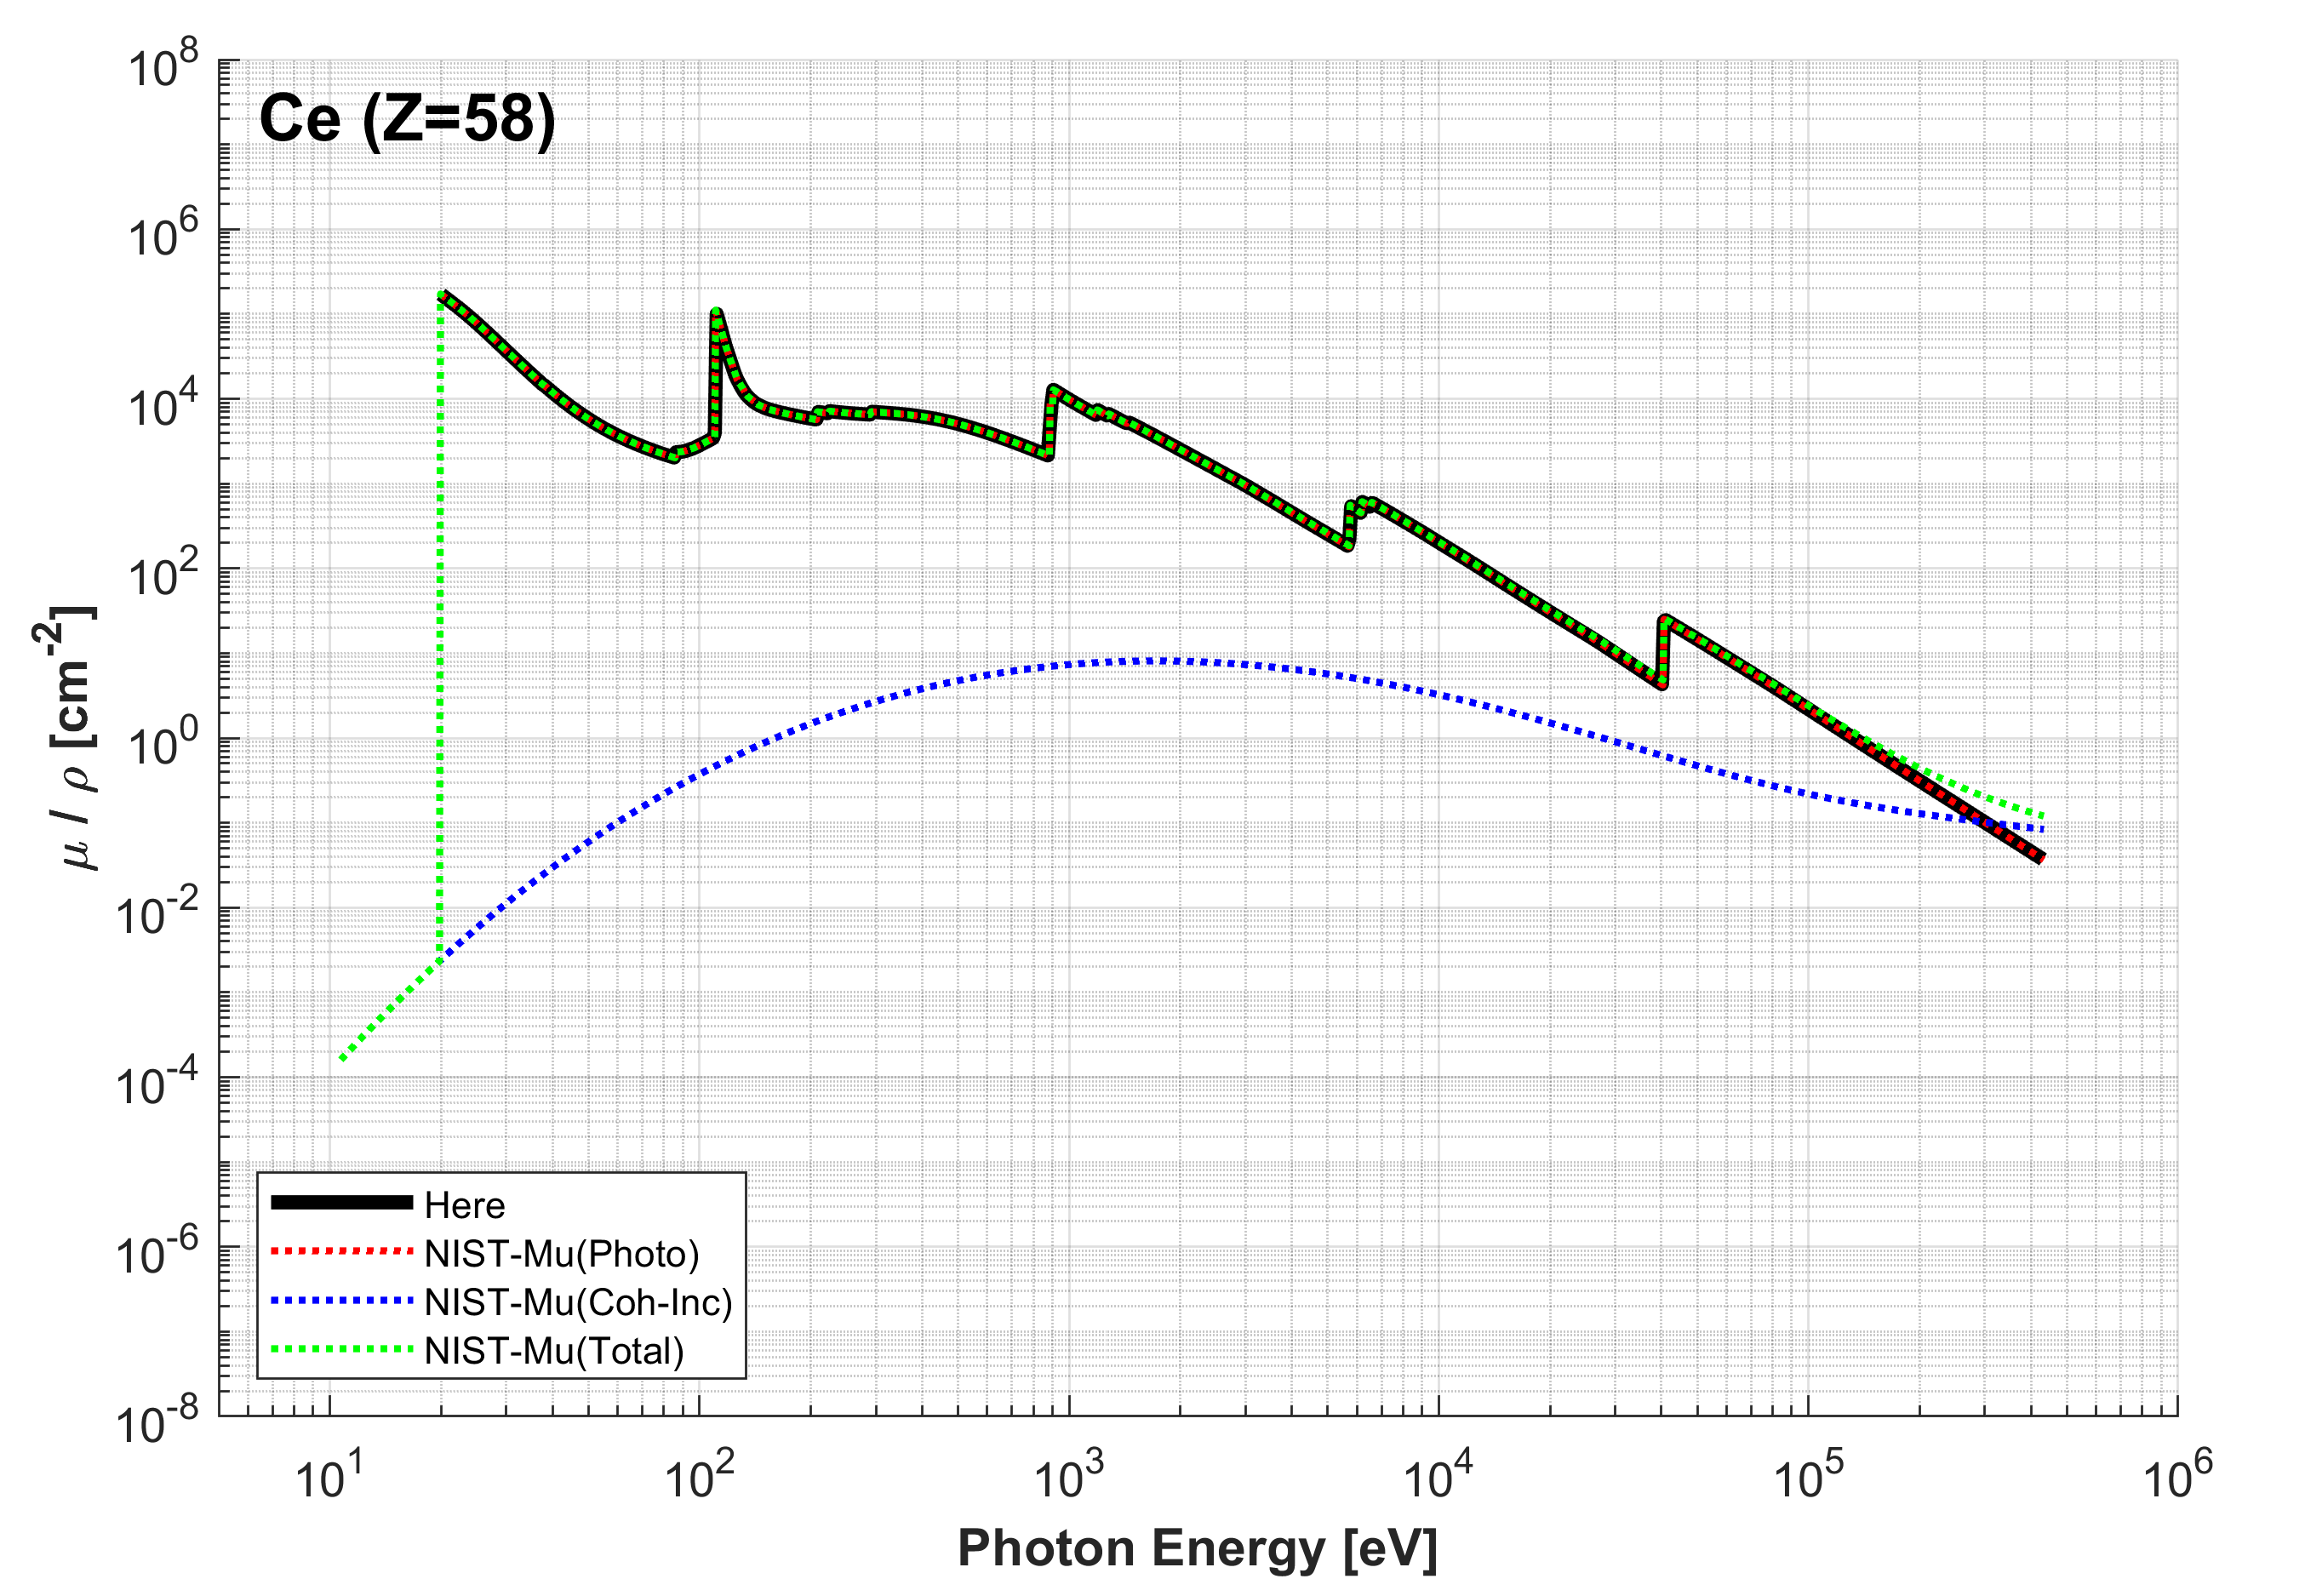 Ce (Z=58)
10^8
10^6
10^4
10^2
10^0
10^-2
10^-4
10^-6
10^-8
μ / ρ [cm^-2]
Here
NIST-Mu(Photo)
NIST-Mu(Coh-Inc)
NIST-Mu(Total)
10^1 10^2 10^3 10^4 10^5 10^6
Photon Energy [eV]